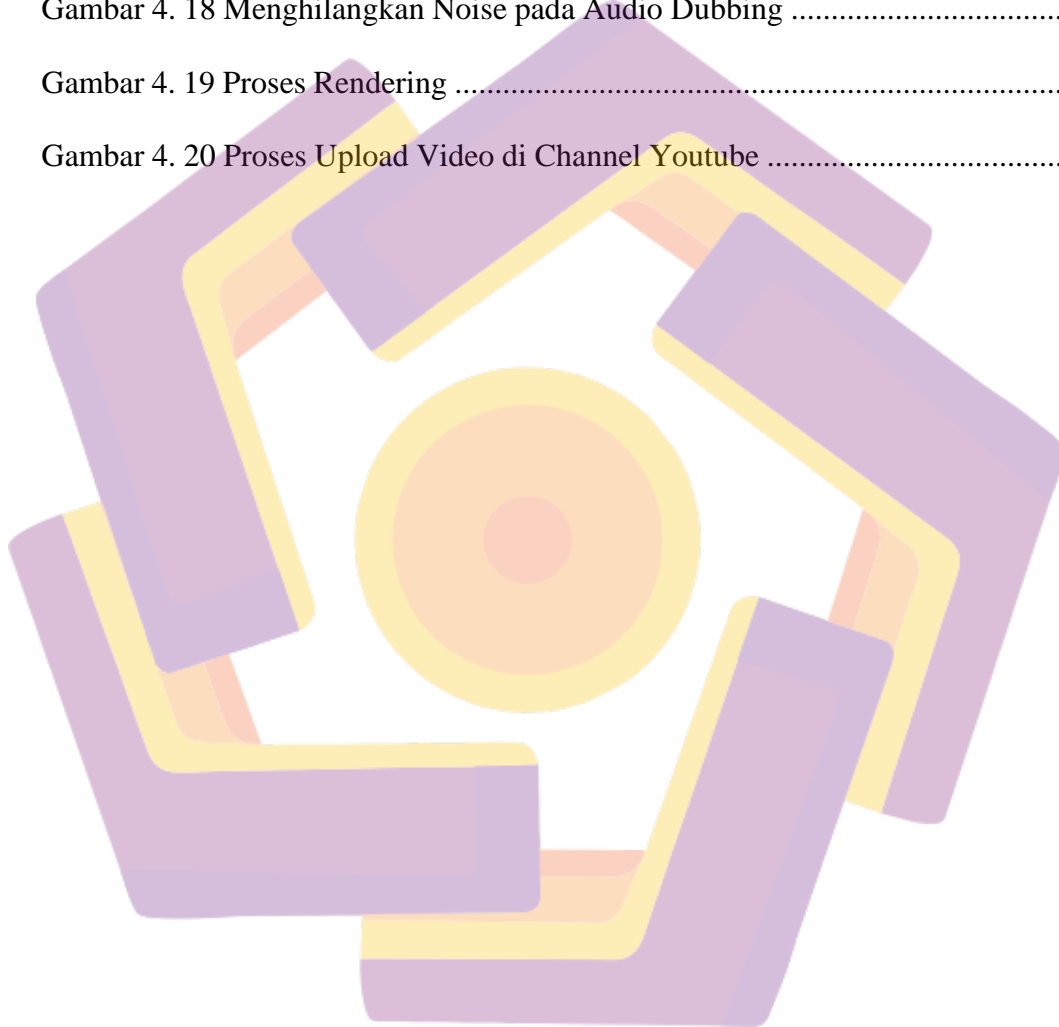 Gambar 4. 18 Menghilangkan Noise pada Audio Dubbing ...................................
Gambar 4. 19 Proses Rendering ................................................................................
Gambar 4. 20 Proses Upload Video di Channel Youtube ......................................